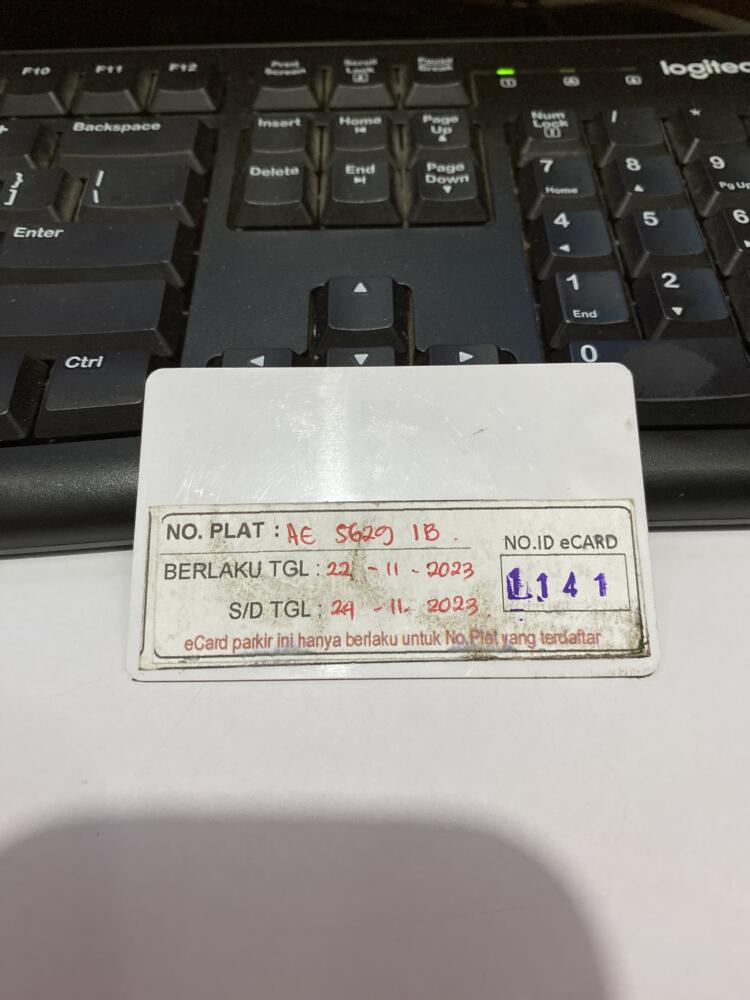 F10 F11 F12 Print Screen Scroll Lock Pause Break logitec
Backspace Insert Home Page Up Num Lock / *
} ] | \ Delete End Page Down 7 Home 8 9 Pg Up
Enter 4 5 6
1 End 2
Ctrl 0
NO. PLAT : AE 5629 IB.
NO.ID eCARD
BERLAKU TGL : 22 - 11 - 2023
1141
S/D TGL : 29 - 11. 2023
eCard parkir ini hanya berlaku untuk No.Plat yang terdaftar